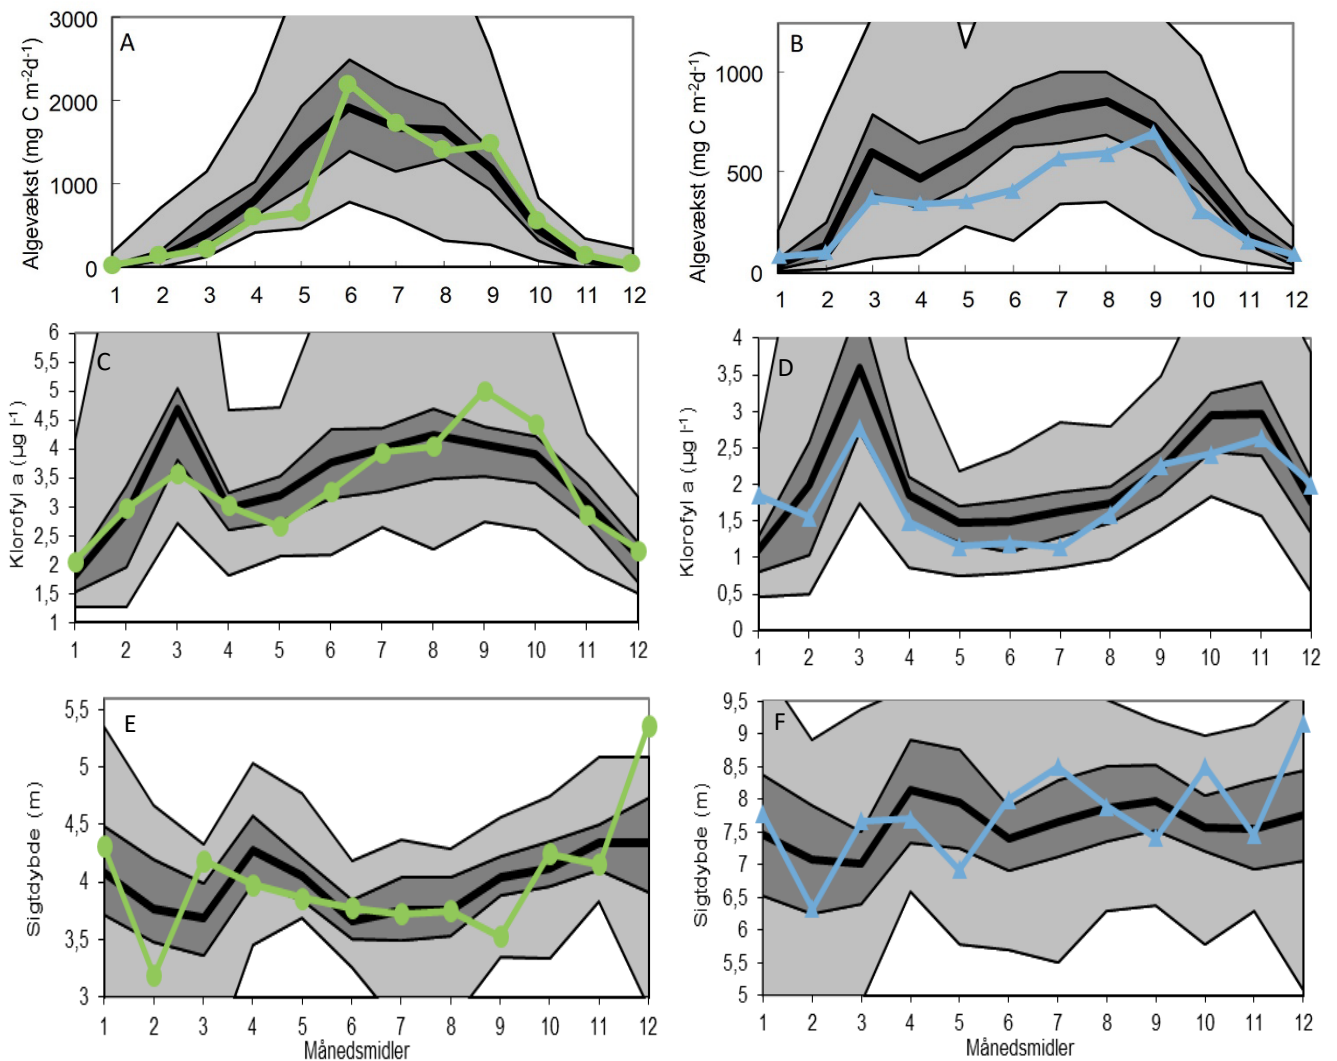 A
Algevækst (mg C m-2d-1)
3000
2000
1000
0
1 2 3 4 5 6 7 8 9 10 11 12
B
Algevækst (mg C m-2d-1)
1000
500
0
1 2 3 4 5 6 7 8 9 10 11 12
C
Klorofyl a (µg l-1)
6
5,5
5
4,5
4
3,5
3
2,5
2
1,5
1
1 2 3 4 5 6 7 8 9 10 11 12
D
Klorofyl a (µg l-1)
4
3,5
3
2,5
2
1,5
1
0,5
0
1 2 3 4 5 6 7 8 9 10 11 12
E
Sigtdybde (m)
5,5
5
4,5
4
3,5
3
1 2 3 4 5 6 7 8 9 10 11 12
Månedsmidler
F
Sigtdybde (m)
9,5
9
8,5
8
7,5
7
6,5
6
5,5
5
1 2 3 4 5 6 7 8 9 10 11 12
Månedsmidler